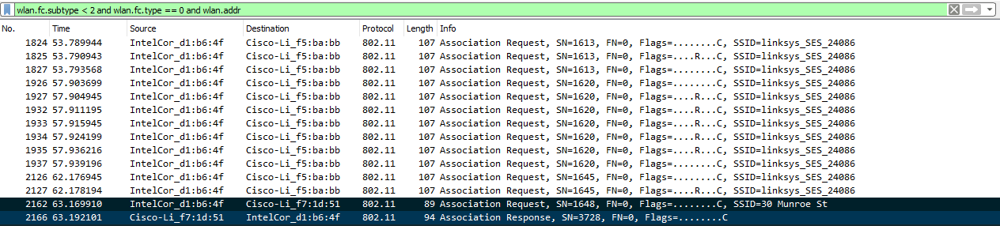 wlan.fc.subtype < 2 and wlan.fc.type == 0 and wlan.addr
No. Time Source Destination Protocol Length Info
1824 53.789944 IntelCor_d1:b6:4f Cisco-Li_f5:ba:bb 802.11 107 Association Request, SN=1613, FN=0, Flags=........C, SSID=linksys_SES_24086
1825 53.790943 IntelCor_d1:b6:4f Cisco-Li_f5:ba:bb 802.11 107 Association Request, SN=1613, FN=0, Flags=....R...C, SSID=linksys_SES_24086
1827 53.793568 IntelCor_d1:b6:4f Cisco-Li_f5:ba:bb 802.11 107 Association Request, SN=1613, FN=0, Flags=........C, SSID=linksys_SES_24086
1926 57.903699 IntelCor_d1:b6:4f Cisco-Li_f5:ba:bb 802.11 107 Association Request, SN=1620, FN=0, Flags=........C, SSID=linksys_SES_24086
1927 57.904945 IntelCor_d1:b6:4f Cisco-Li_f5:ba:bb 802.11 107 Association Request, SN=1620, FN=0, Flags=....R...C, SSID=linksys_SES_24086
1932 57.911195 IntelCor_d1:b6:4f Cisco-Li_f5:ba:bb 802.11 107 Association Request, SN=1620, FN=0, Flags=....R...C, SSID=linksys_SES_24086
1933 57.915945 IntelCor_d1:b6:4f Cisco-Li_f5:ba:bb 802.11 107 Association Request, SN=1620, FN=0, Flags=....R...C, SSID=linksys_SES_24086
1934 57.924199 IntelCor_d1:b6:4f Cisco-Li_f5:ba:bb 802.11 107 Association Request, SN=1620, FN=0, Flags=....R...C, SSID=linksys_SES_24086
1935 57.936216 IntelCor_d1:b6:4f Cisco-Li_f5:ba:bb 802.11 107 Association Request, SN=1620, FN=0, Flags=....R...C, SSID=linksys_SES_24086
1937 57.939196 IntelCor_d1:b6:4f Cisco-Li_f5:ba:bb 802.11 107 Association Request, SN=1620, FN=0, Flags=........C, SSID=linksys_SES_24086
2126 62.176945 IntelCor_d1:b6:4f Cisco-Li_f5:ba:bb 802.11 107 Association Request, SN=1645, FN=0, Flags=........C, SSID=linksys_SES_24086
2127 62.178194 IntelCor_d1:b6:4f Cisco-Li_f5:ba:bb 802.11 107 Association Request, SN=1645, FN=0, Flags=....R...C, SSID=linksys_SES_24086
2162 63.169910 IntelCor_d1:b6:4f Cisco-Li_f7:1d:51 802.11 89 Association Request, SN=1648, FN=0, Flags=........C, SSID=30 Munroe St
2166 63.192101 Cisco-Li_f7:1d:51 IntelCor_d1:b6:4f 802.11 94 Association Response, SN=3728, FN=0, Flags=........C